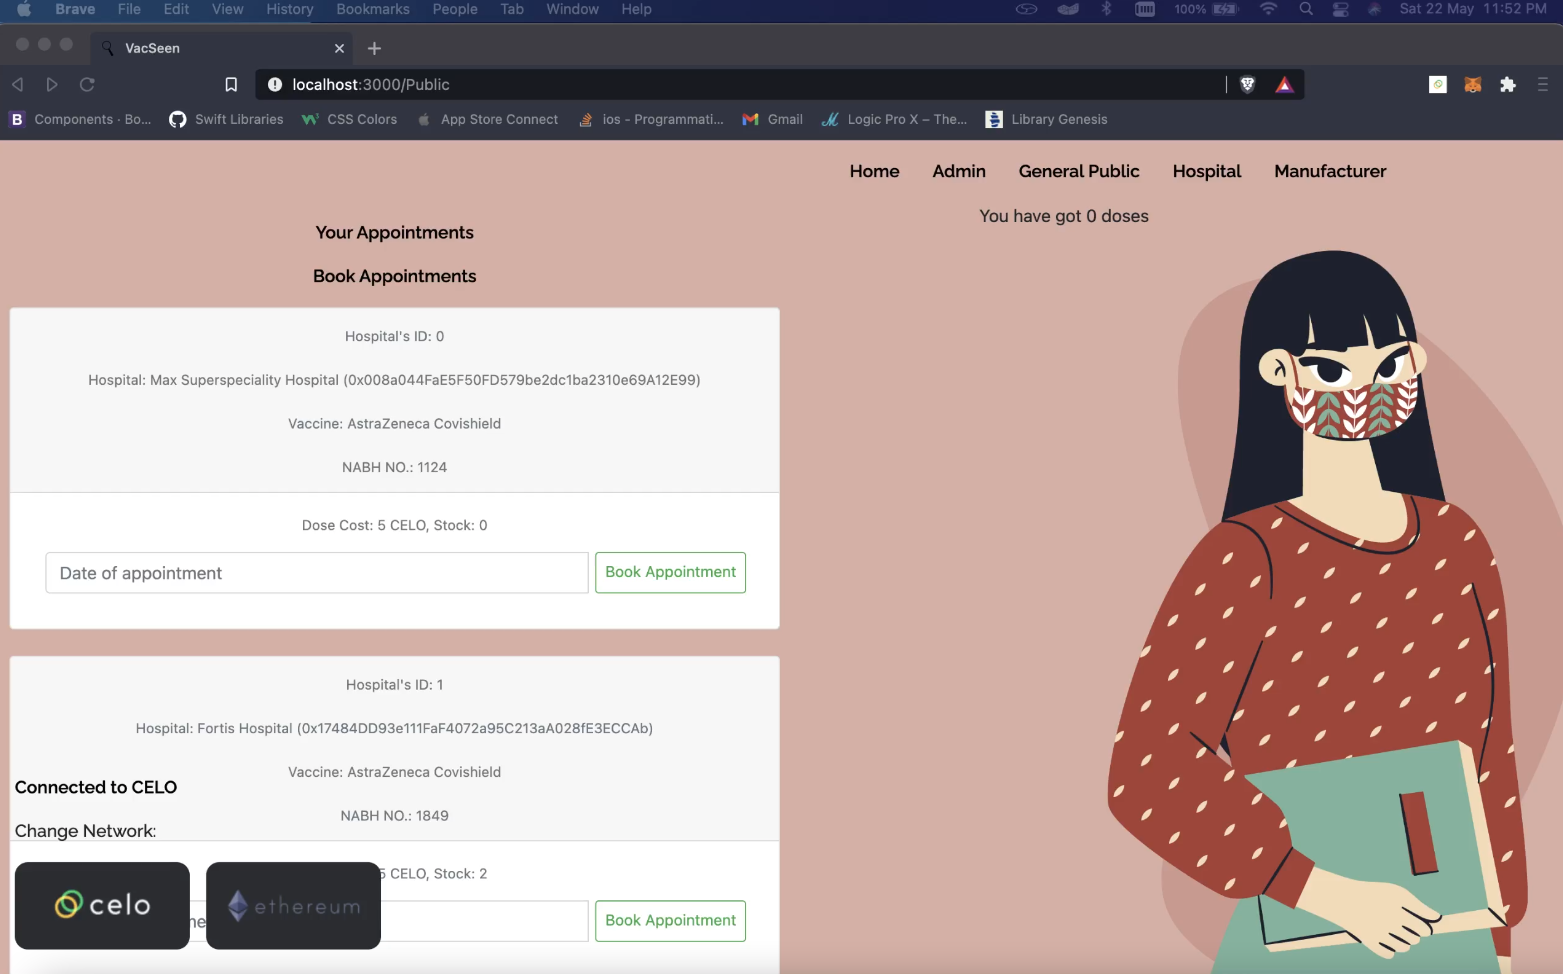 Brave File Edit View History Bookmarks People Tab Window Help 100% Sat 22 May 11:52 PM
VacSeen
localhost:3000/Public
B Components · Bo... Swift Libraries CSS Colors App Store Connect ios - Programmati... Gmail Logic Pro X – The... Library Genesis
Home Admin General Public Hospital Manufacturer
You have got 0 doses
Your Appointments
Book Appointments
Hospital's ID: 0
Hospital: Max Superspeciality Hospital (0x008a044FaE5F50FD579be2dc1ba2310e69A12E99)
Vaccine: AstraZeneca Covishield
NABH NO.: 1124
Dose Cost: 5 CELO, Stock: 0
Date of appointment Book Appointment
Hospital's ID: 1
Hospital: Fortis Hospital (0x17484DD93e111FaF4072a95C213aA028fE3ECCAb)
Vaccine: AstraZeneca Covishield
NABH NO.: 1849
CELO, Stock: 2
Book Appointment
Connected to CELO
Change Network:
celo ethereum